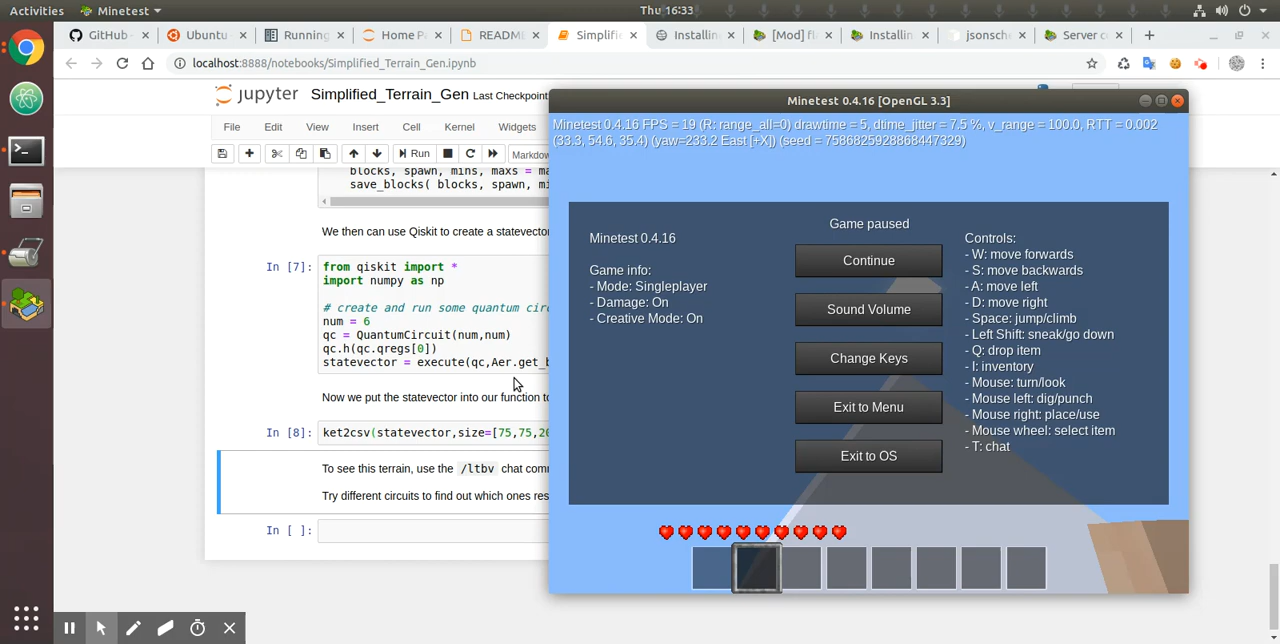 Activities
Minetest
Thu 16:33
GitHub
Ubuntu
Running
Home P
README
Simplifi
Installing
[Mod] fl
Installin
jsonsche
Server c
localhost:8888/notebooks/Simplified_Terrain_Gen.ipynb
jupyter
Simplified_Terrain_Gen
Last Checkpoint
File
Edit
View
Insert
Cell
Kernel
Widgets
Run
Markdow
blocks, spawn, mins, maxs =
save_blocks( blocks, spawn, mi
We then can use Qiskit to create a statevecto
In [7]:
from qiskit import *
import numpy as np
# create and run some quantum cir
num = 6
qc = QuantumCircuit(num,num)
qc.h(qc.qregs[0])
statevector = execute(qc,Aer.get_b
Now we put the statevector into our function to
In [8]:
ket2csv(statevector,size=[75,75,20
To see this terrain, use the /ltbv chat comm
Try different circuits to find out which ones res
In [ ]:
Minetest 0.4.16 [OpenGL 3.3]
Minetest 0.4.16 FPS = 19 (R: range_all=0) drawtime = 5, dtime_jitter = 7.5 %, v_range = 100.0, RTT = 0.002
(33.3, 54.6, 35.4) (yaw=233.2 East [+X]) (seed = 7586825928868447329)
Minetest 0.4.16
Game info:
- Mode: Singleplayer
- Damage: On
- Creative Mode: On
Game paused
Continue
Sound Volume
Change Keys
Exit to Menu
Exit to OS
Controls:
- W: move forwards
- S: move backwards
- A: move left
- D: move right
- Space: jump/climb
- Left Shift: sneak/go down
- Q: drop item
- I: inventory
- Mouse: turn/look
- Mouse left: dig/punch
- Mouse right: place/use
- Mouse wheel: select item
- T: chat